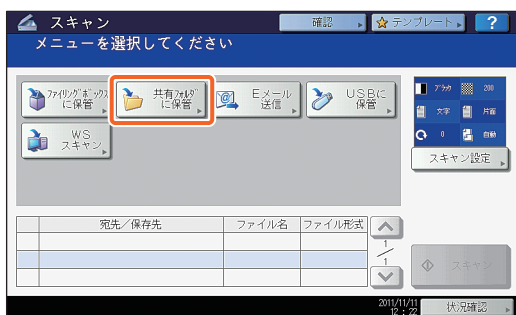 スキャン
確認
テンプレート
?
メニューを選択してください
ファイリングボックスに保管
共有フォルダに保管
Eメール送信
USBに保管
WSスキャン
ブラック
200
文字
片面
0
自動
スキャン設定
宛先/保存先
ファイル名
ファイル形式
1
1
スキャン
2011/11/11
12:22
状況確認